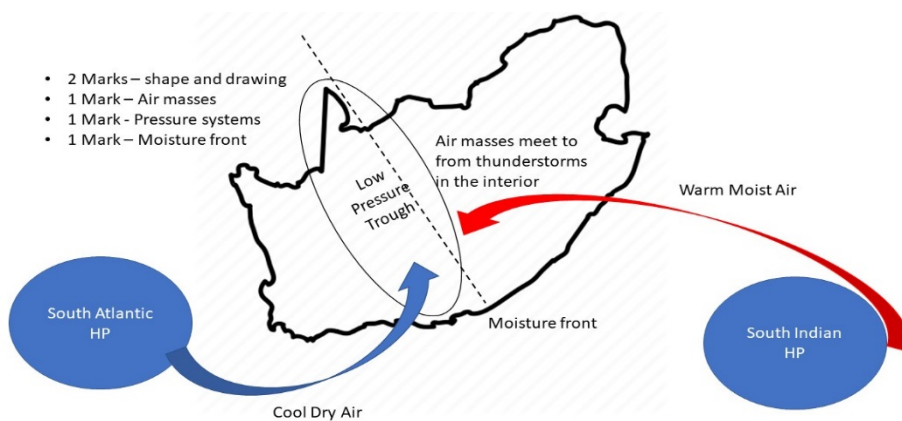 • 2 Marks – shape and drawing
• 1 Mark – Air masses
• 1 Mark - Pressure systems
• 1 Mark – Moisture front
Air masses meet to
from thunderstorms
in the interior
Low
Pressure
Trough
Warm Moist Air
South Atlantic
HP
Moisture front
South Indian
HP
Cool Dry Air